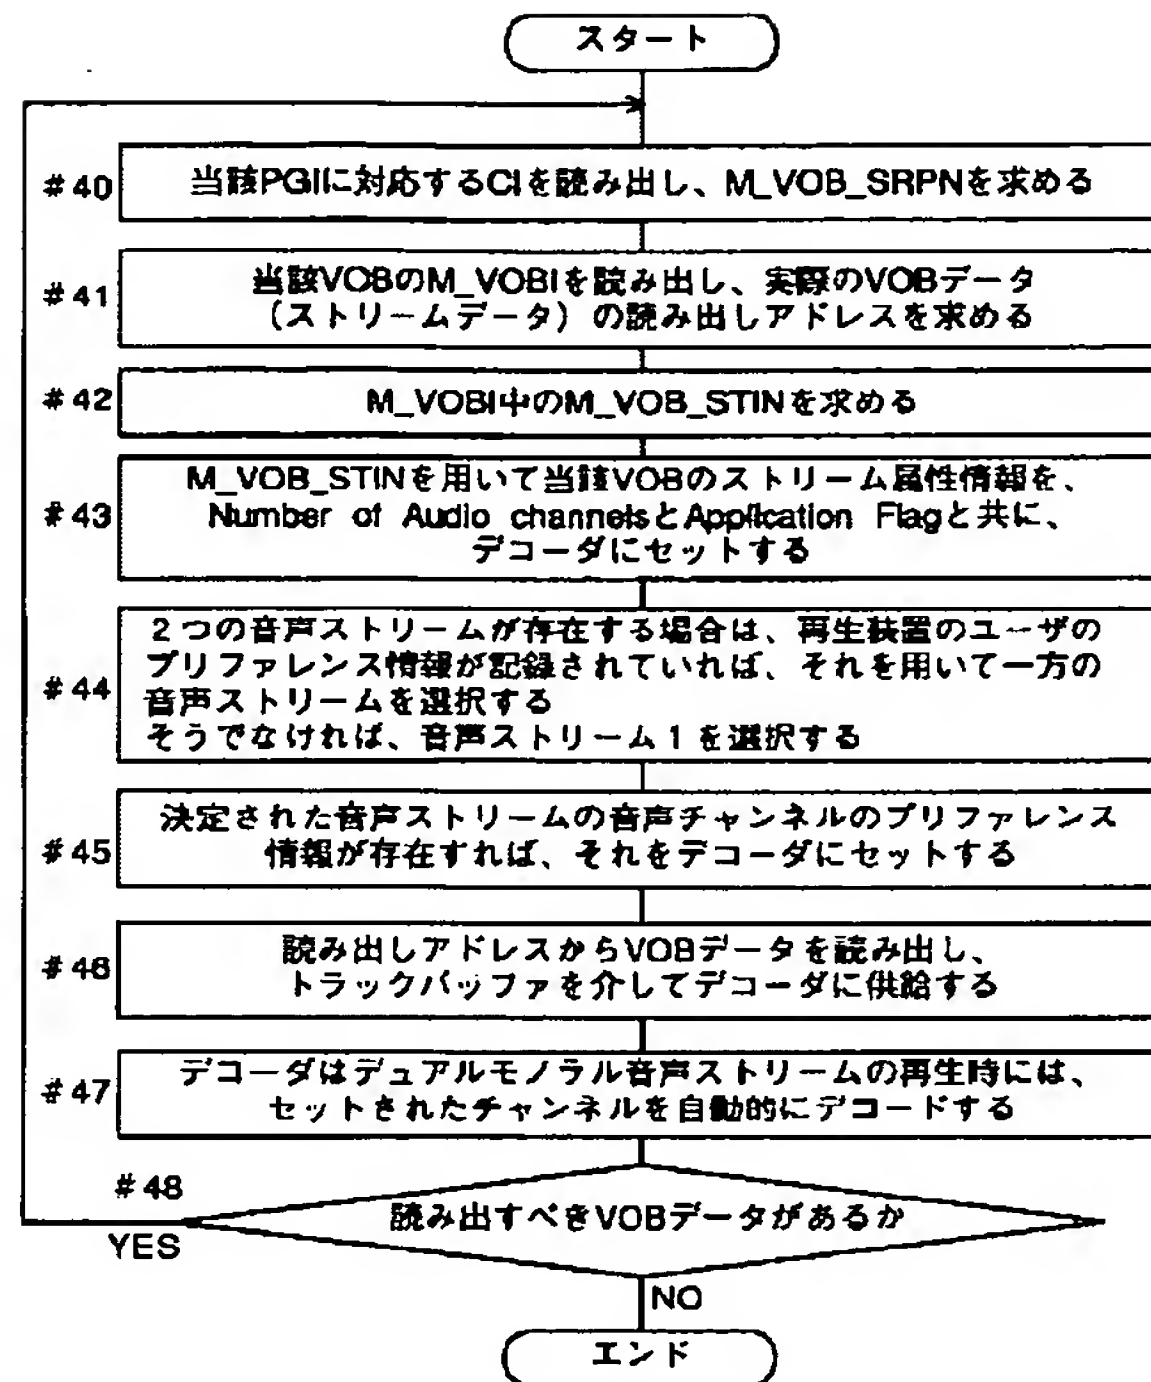 スタート
#40
当該PGIに対応するCIを読み出し、M_VOB_SRPNを求める
#41
当該VOBのM_VOBIを読み出し、実際のVOBデータ
(ストリームデータ)の読み出しアドレスを求める
#42
M_VOBI中のM_VOB_STINを求める
#43
M_VOB_STINを用いて当該VOBのストリーム属性情報を、
Number of Audio channelsとApplication Flagと共に、
デコーダにセットする
#44
2つの音声ストリームが存在する場合は、再生装置のユーザの
プリファレンス情報が記録されていれば、それを用いて一方の
音声ストリームを選択する
そうでなければ、音声ストリーム1を選択する
#45
決定された音声ストリームの音声チャンネルのプリファレンス
情報が存在すれば、それをデコーダにセットする
#46
読み出しアドレスからVOBデータを読み出し、
トラックバッファを介してデコーダに供給する
#47
デコーダはデュアルモノラル音声ストリームの再生時には、
セットされたチャンネルを自動的にデコードする
#48
読み出すべきVOBデータがあるか
YES
NO
エンド